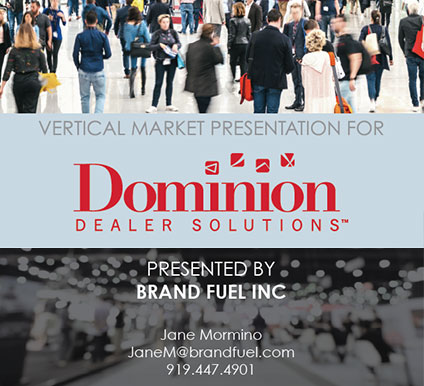 VERTICAL MARKET PRESENTATION FOR
Dominion
DEALER SOLUTIONS™
PRESENTED BY
BRAND FUEL INC
Jane Mormino
JaneM@brandfuel.com
919.447.4901